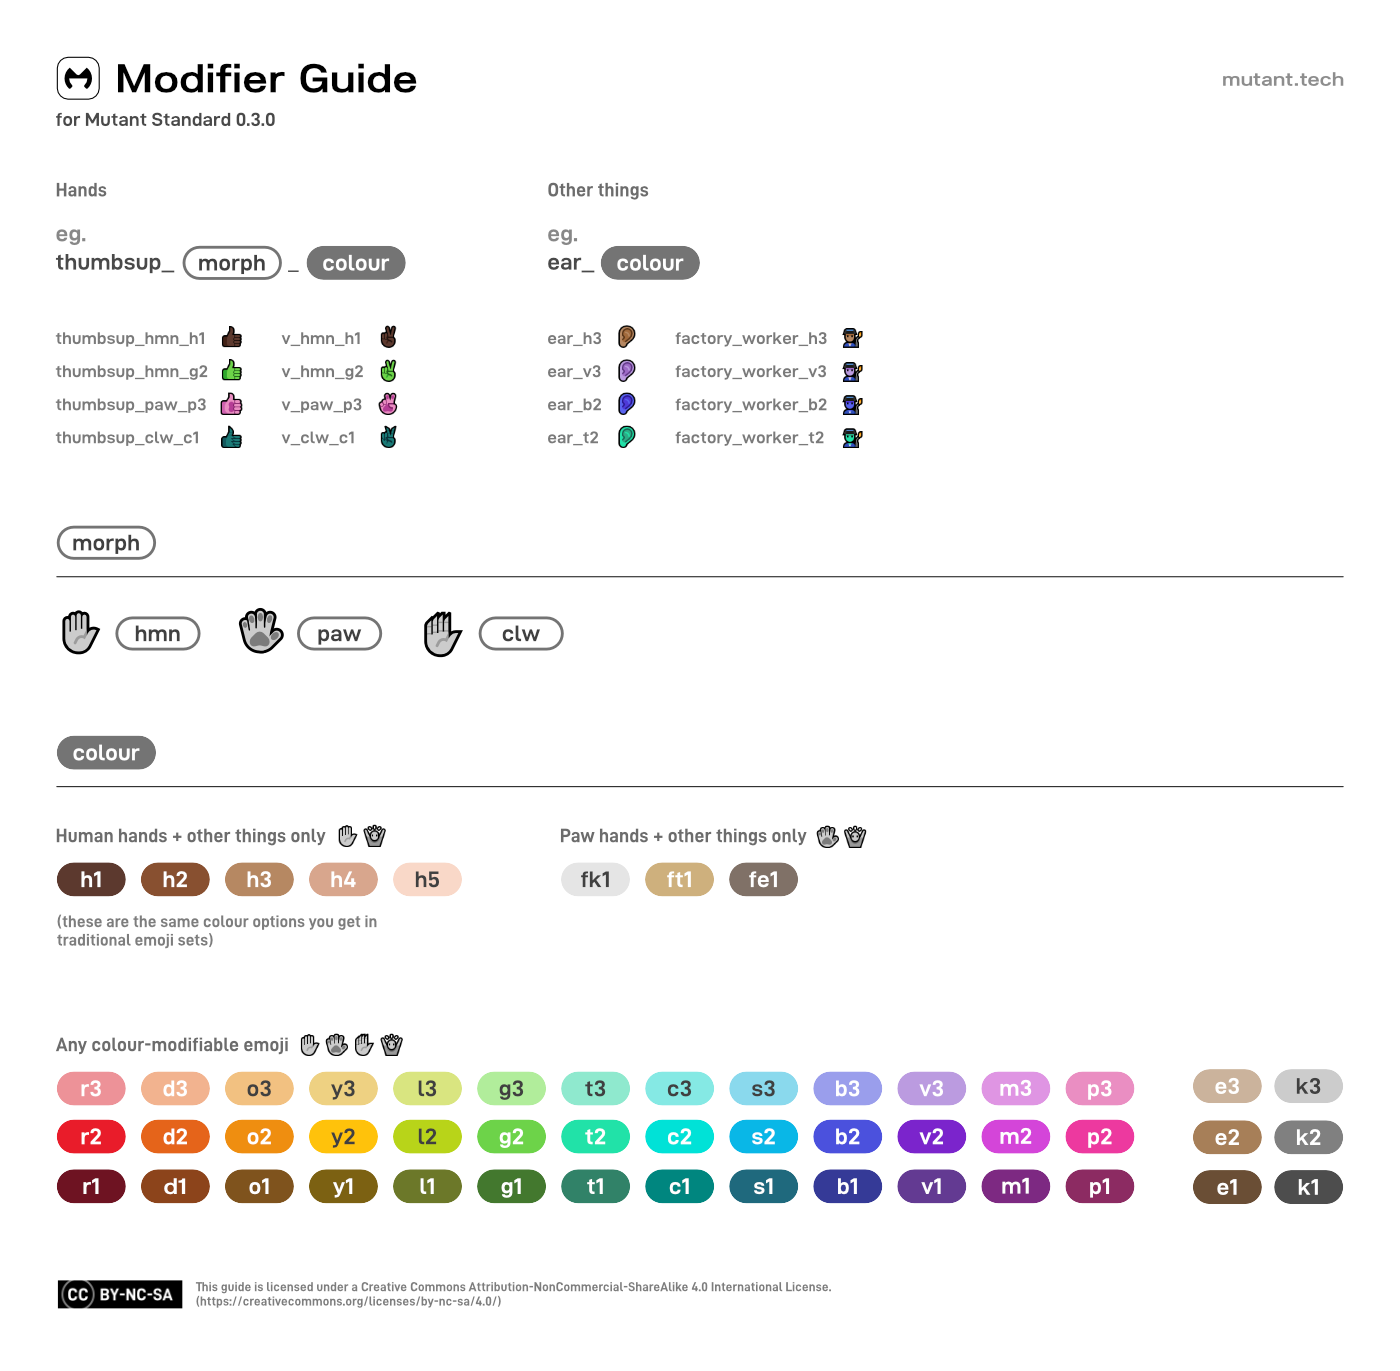 Modifier Guide
mutant.tech
for Mutant Standard 0.3.0
Hands
eg.
thumbsup_ morph _ colour
thumbsup_hmn_h1
v_hmn_h1
thumbsup_hmn_g2
v_hmn_g2
thumbsup_paw_p3
v_paw_p3
thumbsup_clw_c1
v_clw_c1
Other things
eg.
ear_ colour
ear_h3
factory_worker_h3
ear_v3
factory_worker_v3
ear_b2
factory_worker_b2
ear_t2
factory_worker_t2
morph
hmn paw clw
colour
Human hands + other things only
h1 h2 h3 h4 h5
(these are the same colour options you get in
traditional emoji sets)
Paw hands + other things only
fk1 ft1 fe1
Any colour-modifiable emoji
r3 d3 o3 y3 l3 g3 t3 c3 s3 b3 v3 m3 p3 e3 k3
r2 d2 o2 y2 l2 g2 t2 c2 s2 b2 v2 m2 p2 e2 k2
r1 d1 o1 y1 l1 g1 t1 c1 s1 b1 v1 m1 p1 e1 k1
CC BY-NC-SA
This guide is licensed under a Creative Commons Attribution-NonCommercial-ShareAlike 4.0 International License.
(https://creativecommons.org/licenses/by-nc-sa/4.0/)